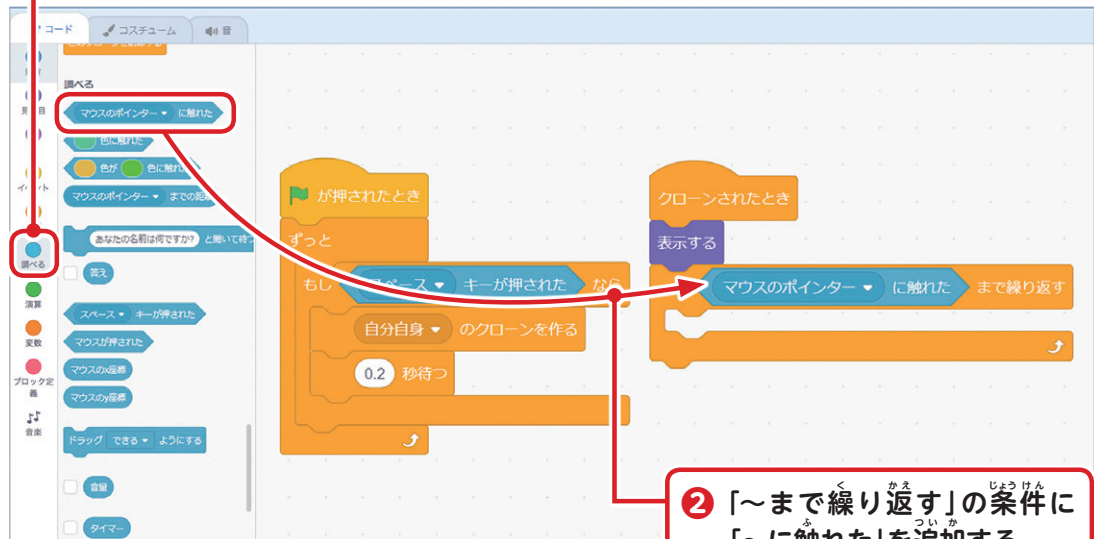 コード
コスチューム
音
調べる
マウスのポインター に触れた
色に触れた
色が 色に触れ
マウスのポインター までの距
あなたの名前は何ですか? と聞いて待つ
答え
スペース キーが押された
マウスが押された
マウスのx座標
マウスのy座標
ドラッグ できる ようにする
音量
タイマー
調べる
演算
変数
ブロック定
義
音楽
が押されたとき
ずっと
もし スペース キーが押された なら
自分自身 のクローンを作る
0.2 秒待つ
クローンされたとき
表示する
マウスのポインター に触れた まで繰り返す
❷「～まで繰り返す」の条件に
「～に触れた」を追加する